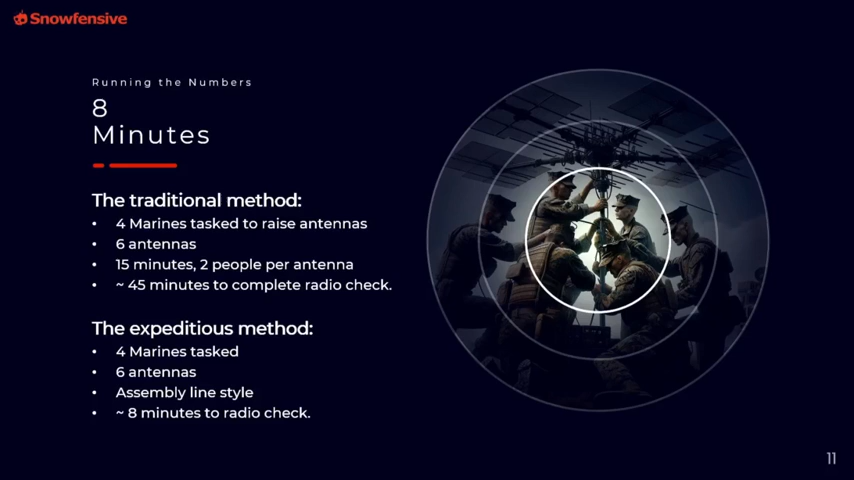 Snowfensive
Running the Numbers
8
Minutes
The traditional method:
• 4 Marines tasked to raise antennas
• 6 antennas
• 15 minutes, 2 people per antenna
• ~ 45 minutes to complete radio check.
The expeditious method:
• 4 Marines tasked
• 6 antennas
• Assembly line style
• ~ 8 minutes to radio check.
11